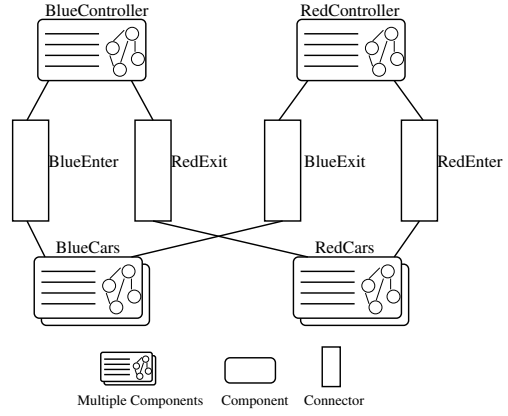 BlueController
RedController
BlueEnter
RedExit
BlueExit
RedEnter
BlueCars
RedCars
Multiple Components
Component
Connector